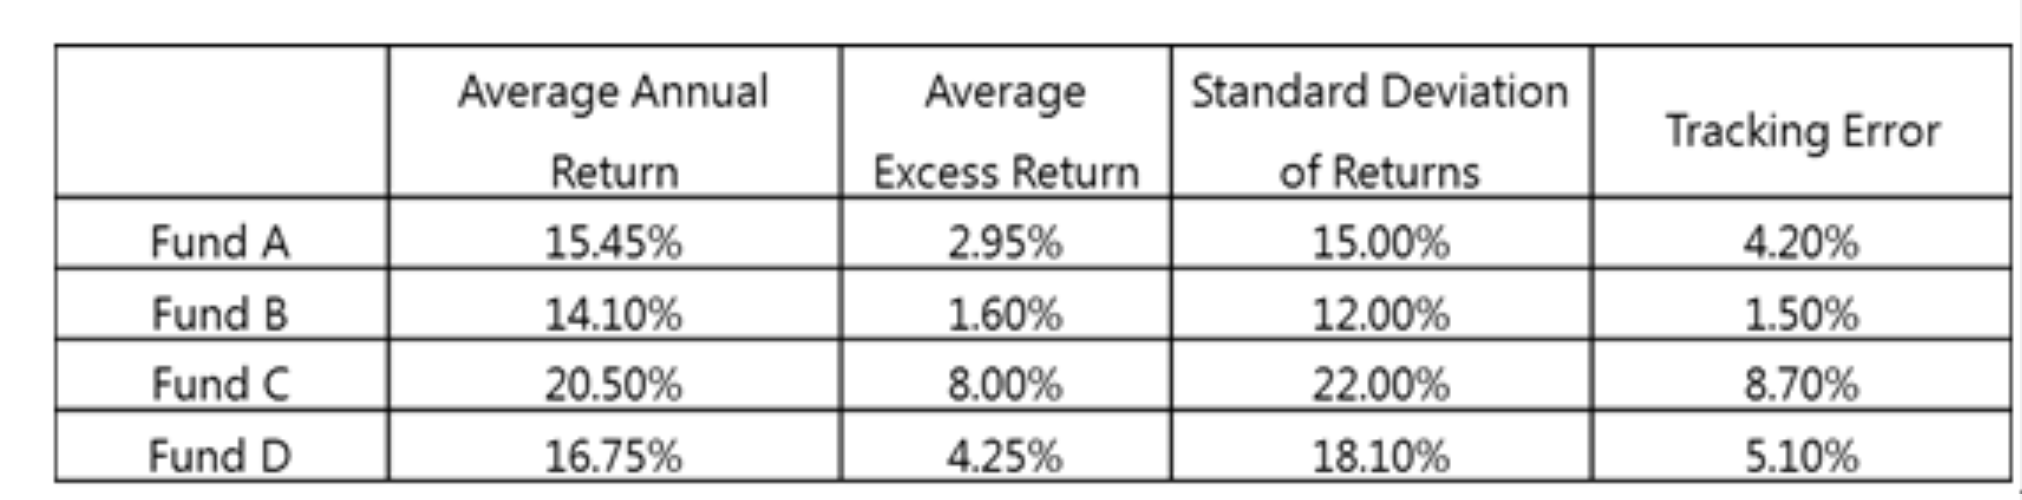 Average Annual Return
Average Excess Return
Standard Deviation of Returns
Tracking Error
Fund A 15.45% 2.95% 15.00% 4.20%
Fund B 14.10% 1.60% 12.00% 1.50%
Fund C 20.50% 8.00% 22.00% 8.70%
Fund D 16.75% 4.25% 18.10% 5.10%